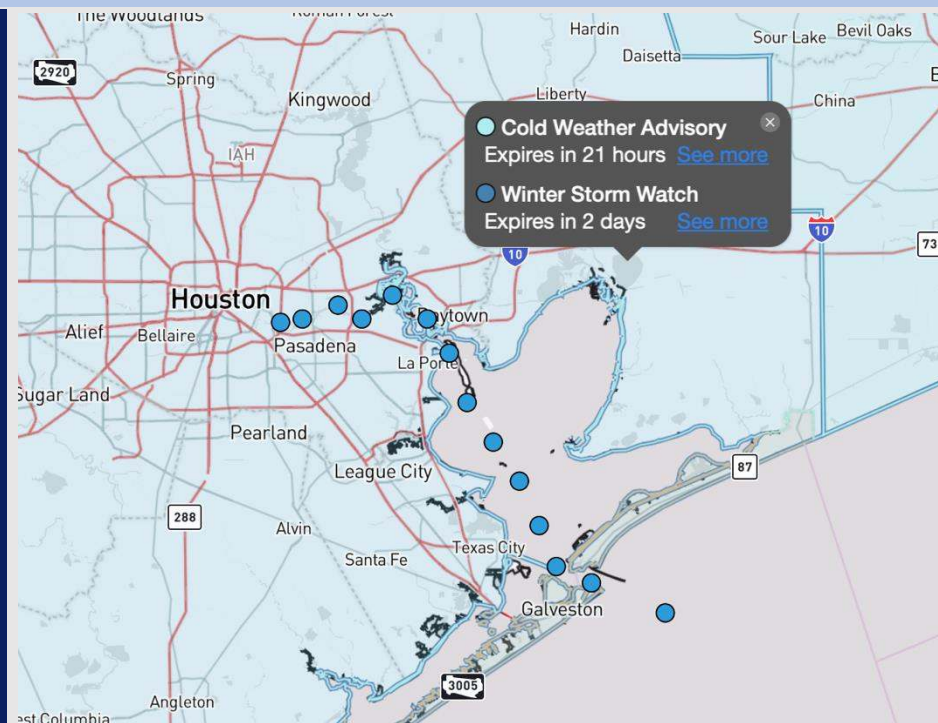 The Woodlands
Roman Forest
Hardin
Sour Lake
Bevil Oaks
Daisetta
2920
Spring
Kingwood
Liberty
China
Cold Weather Advisory
Expires in 21 hours See more
IAH
Winter Storm Watch
Expires in 2 days See more
10
10
73
Houston
Baytown
Alief
Bellaire
Pasadena
La Porte
Sugar Land
Pearland
League City
87
288
Alvin
Texas City
Santa Fe
Galveston
3005
Angleton
est Columbia